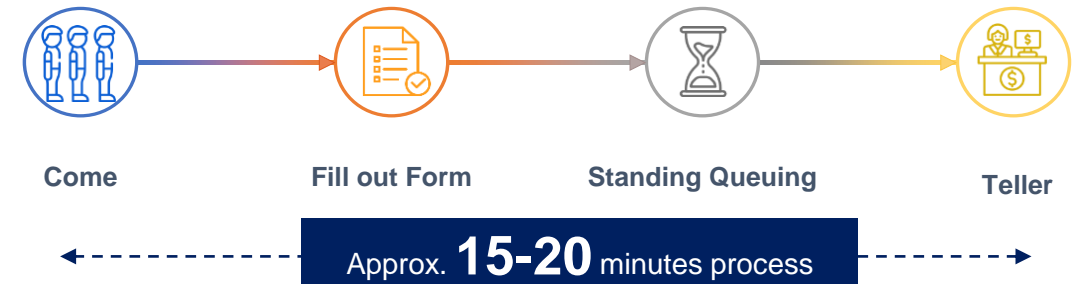 $
$
Come
Fill out Form
Standing Queuing
Teller
Approx. 15-20 minutes process